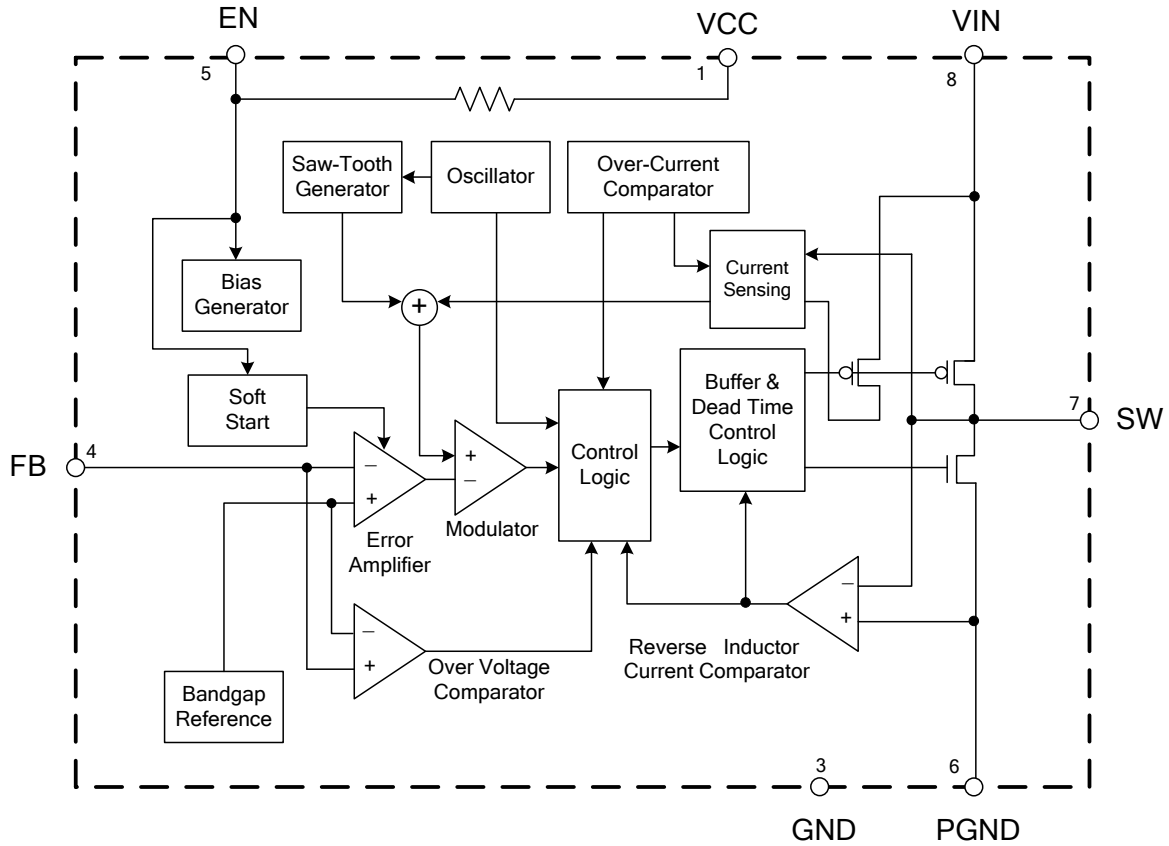 EN
VCC
VIN
5
1
8
Saw-Tooth
Generator
Oscillator
Over-Current
Comparator
Bias
Generator
+
Current
Sensing
Soft
Start
Buffer &
Dead Time
Control
Logic
7
SW
FB
4
−
+
Error
Amplifier
+
−
Modulator
Control
Logic
−
+
Over Voltage
Comparator
−
+
Reverse Inductor
Current Comparator
Bandgap
Reference
3
6
GND
PGND